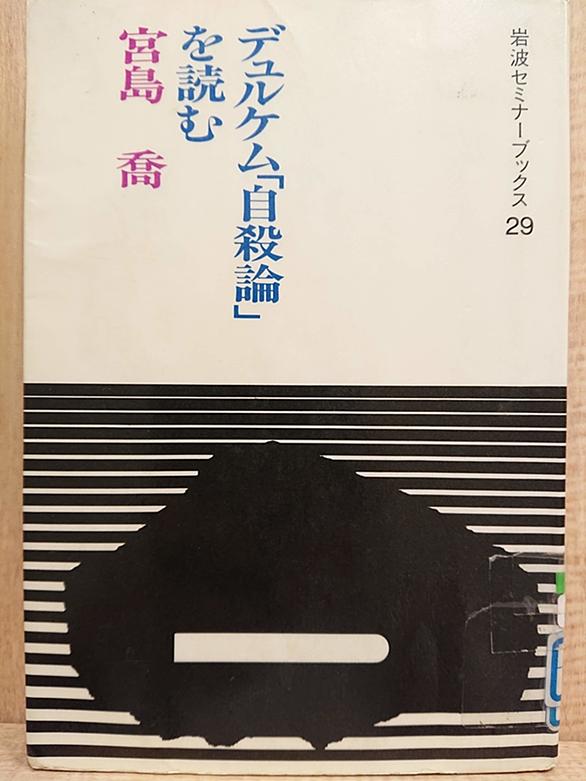 岩波セミナーブックス 29
デュルケム「自殺論」
を読む
宮島 喬